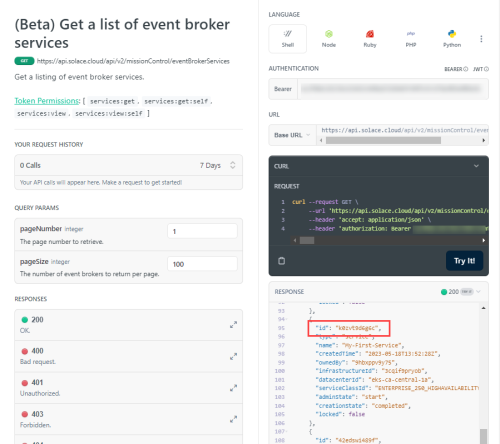 (Beta) Get a list of event broker
services
GET https://api.solace.cloud/api/v2/missionControl/eventBrokerServices
Get a listing of event broker services.
Token Permissions: [ services:get , services:get:self ,
services:view , services:view:self ]
YOUR REQUEST HISTORY
0 Calls 7 Days
Your API calls will appear here. Make a request to get started!
QUERY PARAMS
pageNumber integer 1
The page number to retrieve.
pageSize integer 100
The number of event brokers to return per page.
RESPONSES
200
OK.
400
Bad request.
401
Unauthorized.
403
Forbidden.
LANGUAGE
Shell Node Ruby PHP Python
AUTHENTICATION BEARER JWT
Bearer
URL
Base URL https://api.solace.cloud/api/v2/missionControl/even
CURL
REQUEST
1 curl --request GET \
2 --url 'https://api.solace.cloud/api/v2/missionControl/e
3 --header 'accept: application/json' \
4 --header 'authorization: Bearer
Try It!
RESPONSE 200
93 },
94 {
95 "id": "k0zvt9d6g6c",
96 "type": "service",
97 "name": "My-First-Service",
98 "createdTime": "2023-05-18T13:52:28Z",
99 "ownedBy":
100 "infrastructureId":
101 "datacenterId": "eks-ca-central-1a",
102 "serviceClassId": "ENTERPRISE_250_HIGHAVAILABILITY
103 "adminState": "start",
104 "creationState": "completed",
105 "locked": false
106 },
107 {
108 "id":